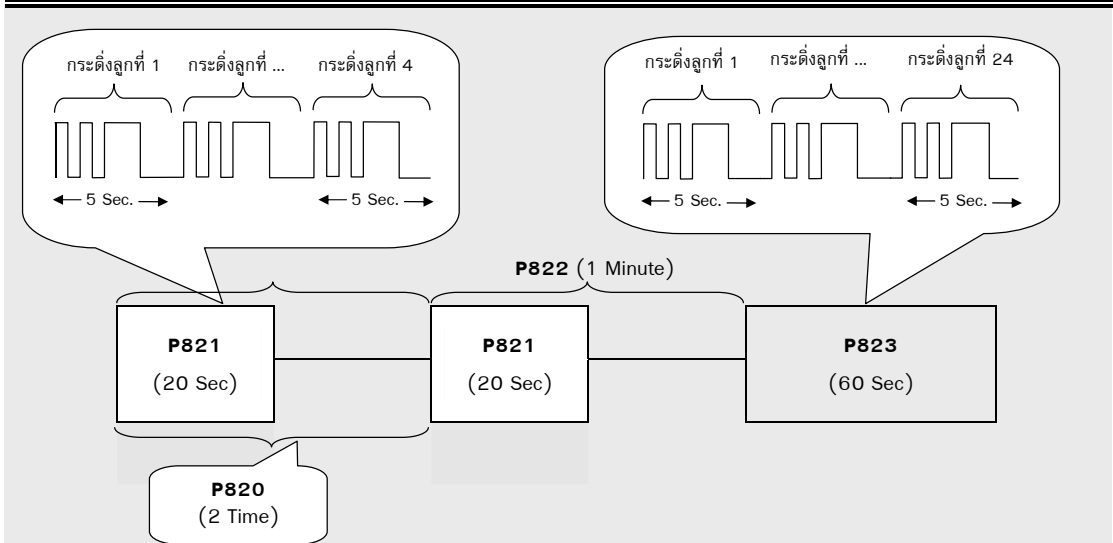 กระดิ่งลูกที่ 1 กระดิ่งลูกที่ ... กระดิ่งลูกที่ 4
5 Sec. 5 Sec.
กระดิ่งลูกที่ 1 กระดิ่งลูกที่ ... กระดิ่งลูกที่ 24
5 Sec. 5 Sec.
P822 (1 Minute)
P821
(20 Sec)
P821
(20 Sec)
P823
(60 Sec)
P820
(2 Time)